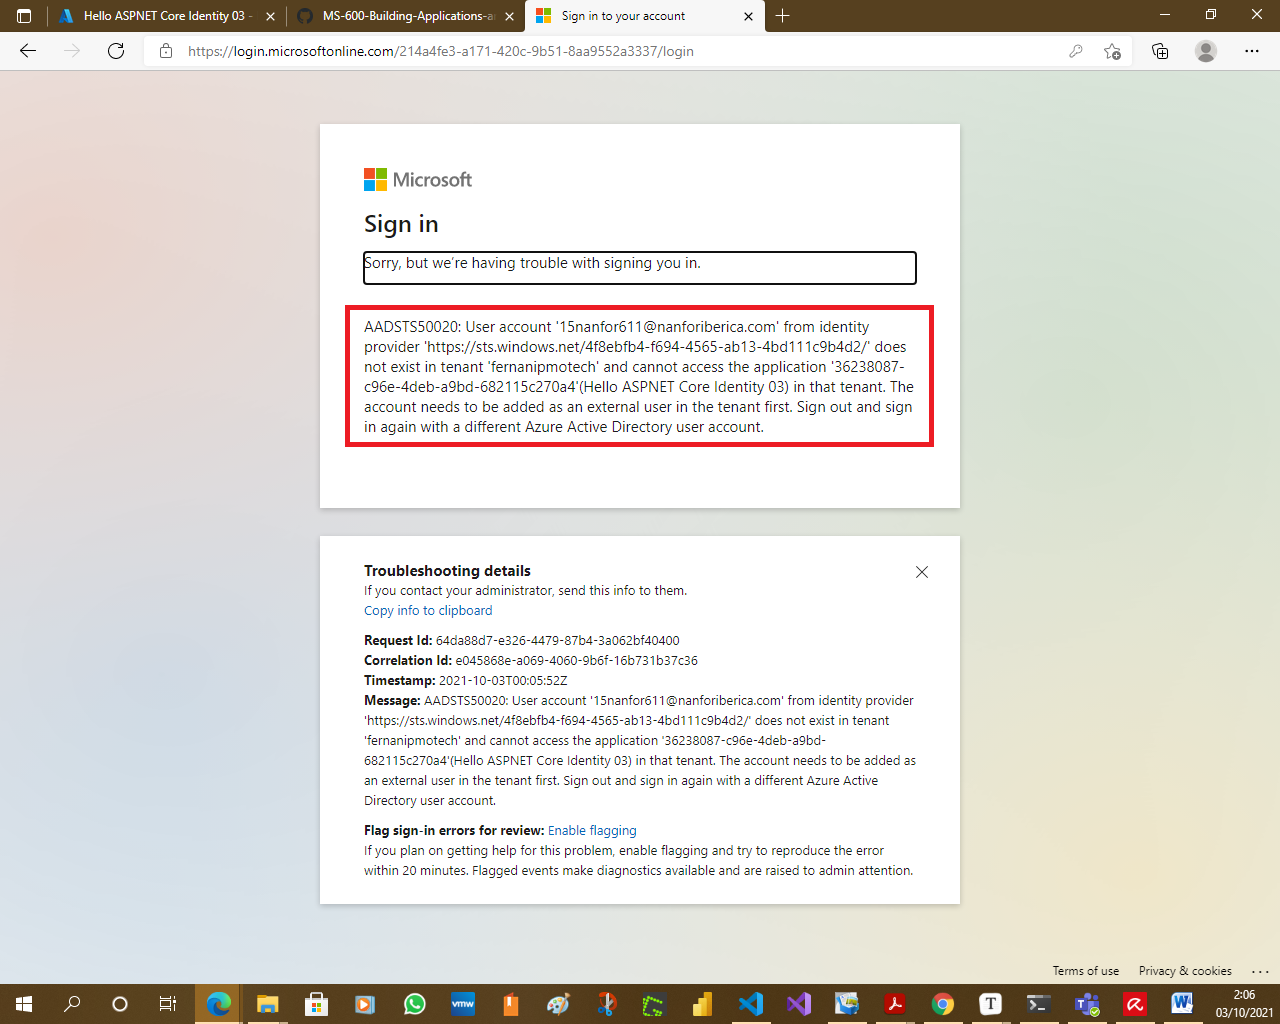 Hello ASPNET Core Identity 03 -
MS-600-Building-Applications-a
Sign in to your account
https://login.microsoftonline.com/214a4fe3-a171-420c-9b51-8aa9552a3337/login
Microsoft
Sign in
Sorry, but we're having trouble with signing you in.
AADSTS50020: User account '15nanfor611@nanforiberica.com' from identity
provider 'https://sts.windows.net/4f8ebfb4-f694-4565-ab13-4bd111c9b4d2/' does
not exist in tenant 'fernanipmotech' and cannot access the application '36238087-
c96e-4deb-a9bd-682115c270a4'(Hello ASPNET Core Identity 03) in that tenant. The
account needs to be added as an external user in the tenant first. Sign out and sign
in again with a different Azure Active Directory user account.
Troubleshooting details
If you contact your administrator, send this info to them.
Copy info to clipboard
Request Id: 64da88d7-e326-4479-87b4-3a062bf40400
Correlation Id: e045868e-a069-4060-9b6f-16b731b37c36
Timestamp: 2021-10-03T00:05:52Z
Message: AADSTS50020: User account '15nanfor611@nanforiberica.com' from identity provider
'https://sts.windows.net/4f8ebfb4-f694-4565-ab13-4bd111c9b4d2/' does not exist in tenant
'fernanipmotech' and cannot access the application '36238087-c96e-4deb-a9bd-
682115c270a4'(Hello ASPNET Core Identity 03) in that tenant. The account needs to be added as
an external user in the tenant first. Sign out and sign in again with a different Azure Active
Directory user account.
Flag sign-in errors for review: Enable flagging
If you plan on getting help for this problem, enable flagging and try to reproduce the error
within 20 minutes. Flagged events make diagnostics available and are raised to admin attention.
Terms of use Privacy & cookies ...
vmw
T
W
2:06
03/10/2021